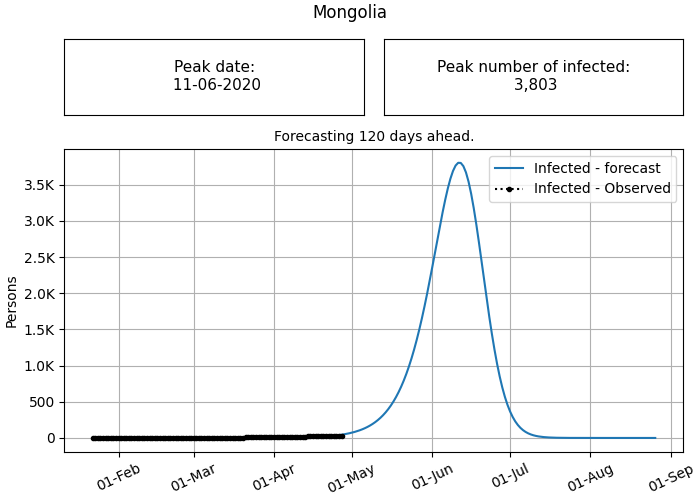 Mongolia
Peak date:
11-06-2020
Peak number of infected:
3,803
Forecasting 120 days ahead.
Infected - forecast
Infected - Observed
Persons
3.5K
3.0K
2.5K
2.0K
1.5K
1.0K
500
0
01-Feb
01-Mar
01-Apr
01-May
01-Jun
01-Jul
01-Aug
01-Sep